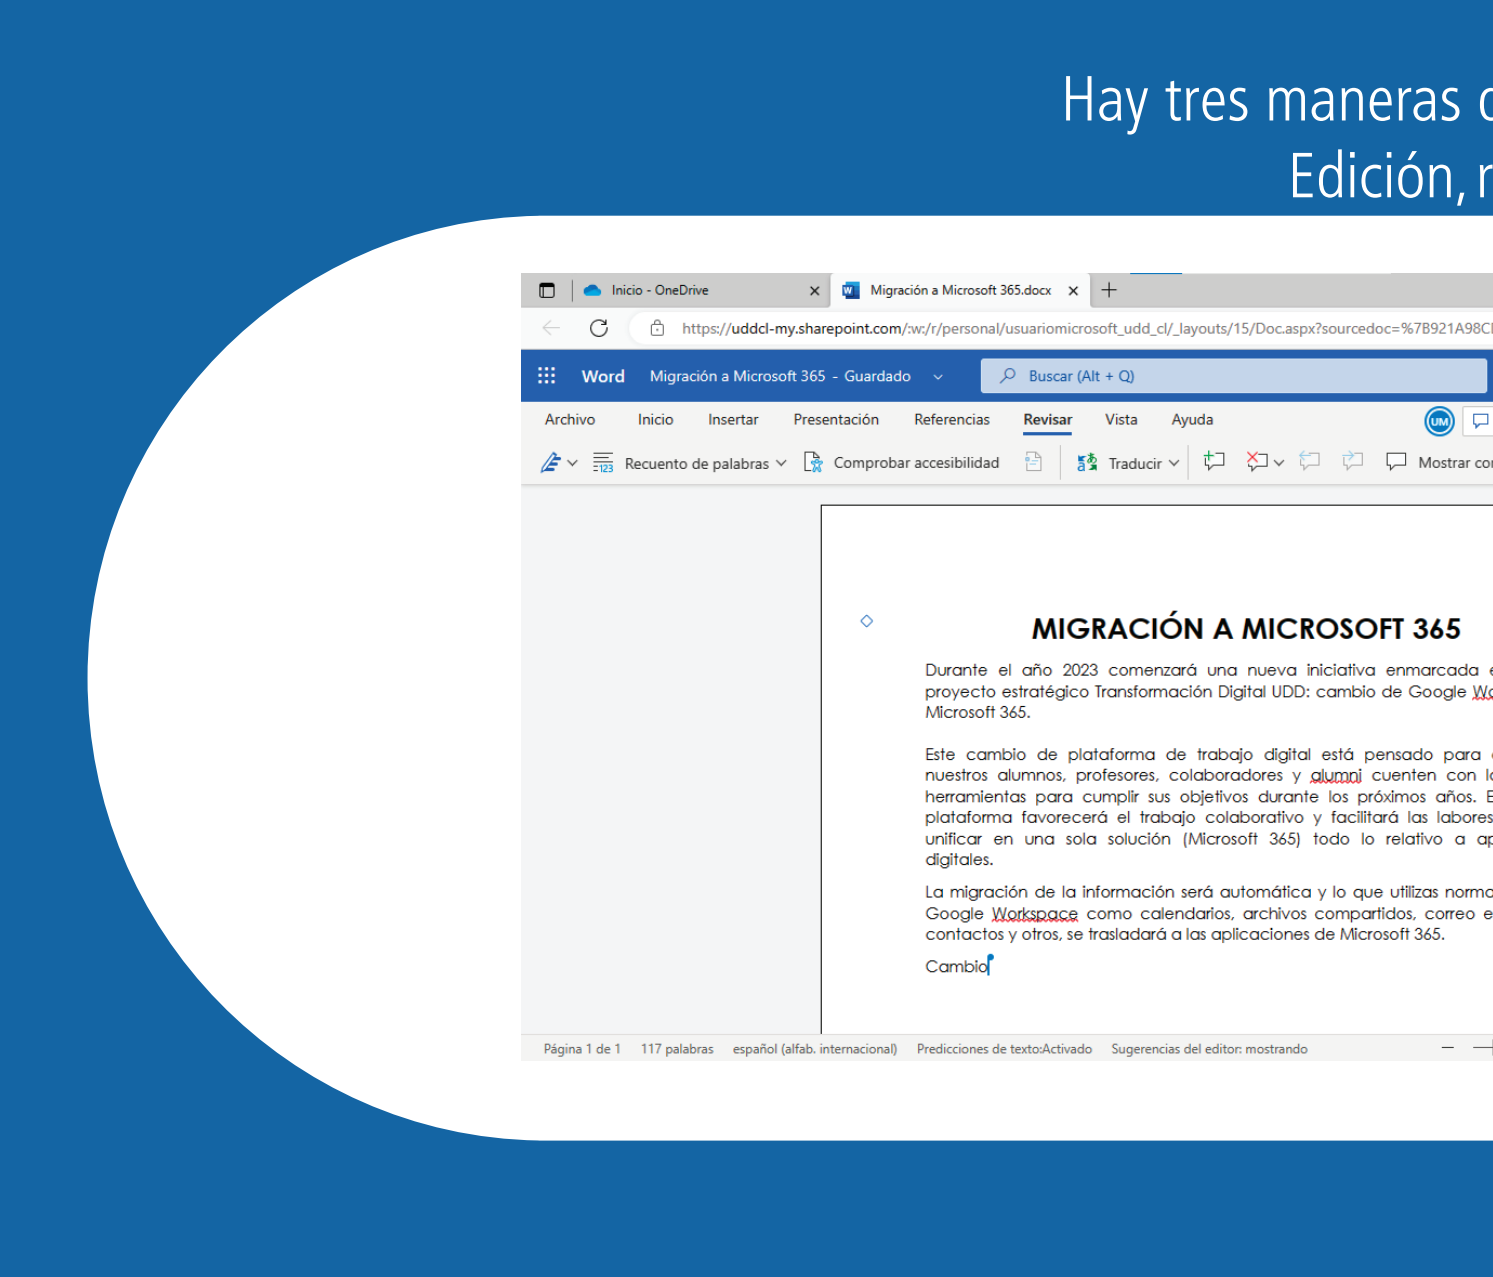 Hay tres maneras
Edición,
Inicio - OneDrive
Migración a Microsoft 365.docx
https://uddcl-my.sharepoint.com/:w:/r/personal/usuariomicrosoft_udd_cl/_layouts/15/Doc.aspx?sourcedoc=%7B921A98C
Word Migración a Microsoft 365 - Guardado Buscar (Alt + Q)
Archivo Inicio Insertar Presentación Referencias Revisar Vista Ayuda UM
Recuento de palabras Comprobar accesibilidad Traducir Mostrar
MIGRACIÓN A MICROSOFT 365
Durante el año 2023 comenzará una nueva iniciativa enmarcada
proyecto estratégico Transformación Digital UDD: cambio de Google
Microsoft 365.
Este cambio de plataforma de trabajo digital está pensado para
nuestros alumnos, profesores, colaboradores y alumni cuenten con
herramientas para cumplir sus objetivos durante los próximos años.
plataforma favorecerá el trabajo colaborativo y facilitará las labores
unificar en una sola solución (Microsoft 365) todo lo relativo a
digitales.
La migración de la información será automática y lo que utilizas
Google Workspace como calendarios, archivos compartidos, correo
contactos y otros, se trasladará a las aplicaciones de Microsoft 365.
Cambio
Página 1 de 1 117 palabras español (alfab. internacional) Predicciones de texto:Activado Sugerencias del editor: mostrando